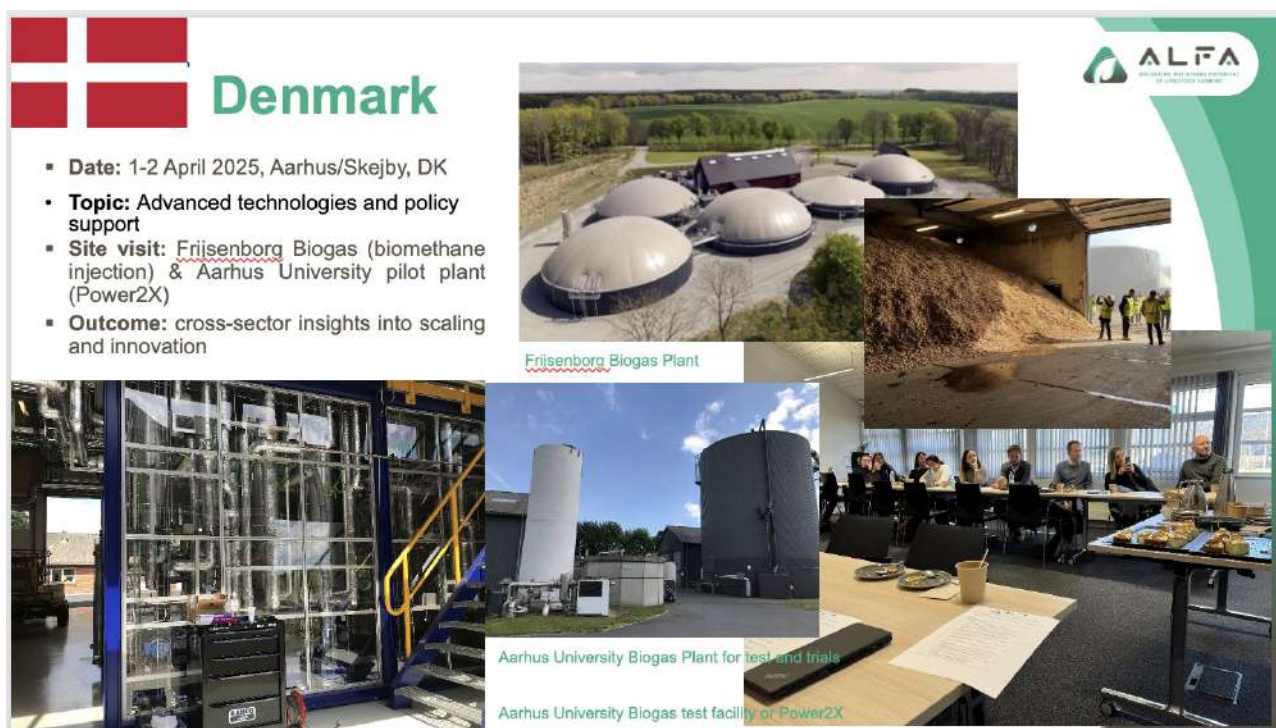 Denmark
▪ Date: 1-2 April 2025, Aarhus/Skejby, DK
• Topic: Advanced technologies and policy
support
▪ Site visit: Frijsenborg Biogas (biomethane
injection) & Aarhus University pilot plant
(Power2X)
▪ Outcome: cross-sector insights into scaling
and innovation
ALFA
Frijsenborg Biogas Plant
Aarhus University Biogas Plant for test and trials
Aarhus University Biogas test facility or Power2X